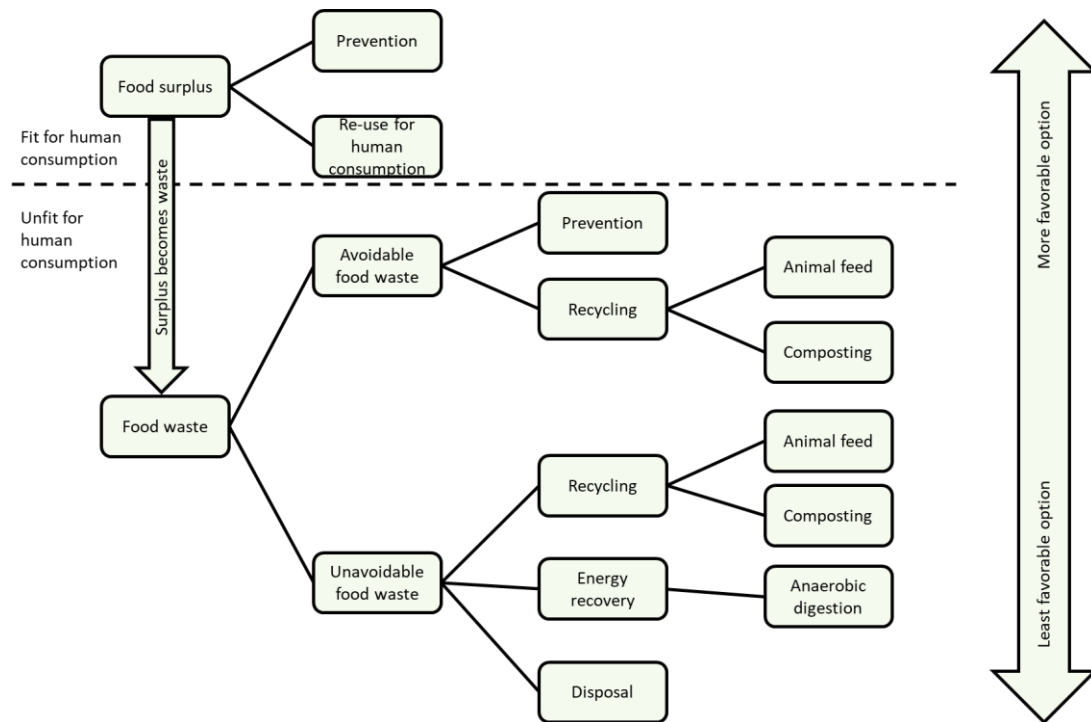 Prevention
Food surplus
Re-use for
human
consumption
Fit for human
consumption
Surplus becomes waste
Unfit for
human
consumption
Prevention
Avoidable
food waste
Animal feed
Recycling
Composting
Food waste
Animal feed
Recycling
Composting
Unavoidable
food waste
Energy
recovery
Anaerobic
digestion
Disposal
More favorable option
Least favorable option